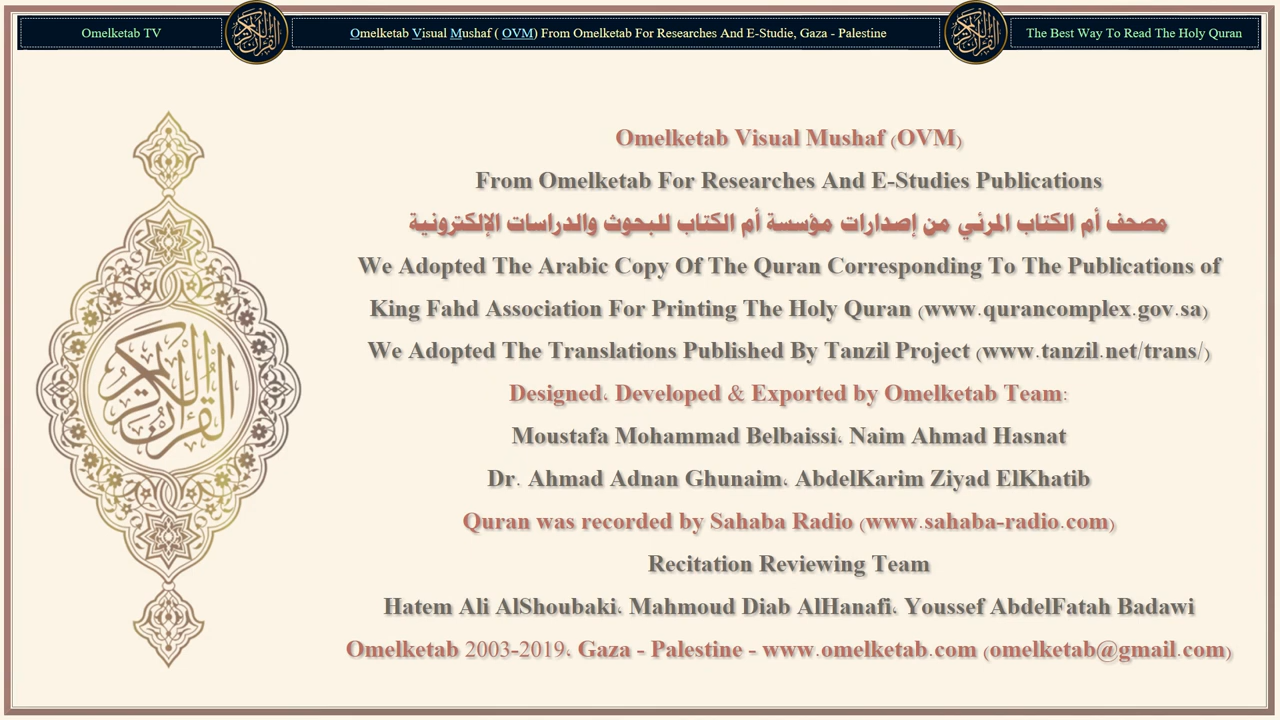 Omelketab TV
Omelketab Visual Mushaf ( OVM) From Omelketab For Researches And E-Studie, Gaza - Palestine
The Best Way To Read The Holy Quran
القرآن الكريم
Omelketab Visual Mushaf (OVM)
From Omelketab For Researches And E-Studies Publications
مصحف أم الكتاب المرئي من إصدارات مؤسسة أم الكتاب للبحوث والدراسات الإلكترونية
We Adopted The Arabic Copy Of The Quran Corresponding To The Publications of
King Fahd Association For Printing The Holy Quran (www.qurancomplex.gov.sa)
We Adopted The Translations Published By Tanzil Project (www.tanzil.net/trans/)
Designed، Developed & Exported by Omelketab Team:
Moustafa Mohammad Belbaissi، Naim Ahmad Hasnat
Dr. Ahmad Adnan Ghunaim، AbdelKarim Ziyad ElKhatib
Quran was recorded by Sahaba Radio (www.sahaba-radio.com)
Recitation Reviewing Team
Hatem Ali AlShoubaki، Mahmoud Diab AlHanafi، Youssef AbdelFatah Badawi
Omelketab 2003-2019، Gaza - Palestine - www.omelketab.com (omelketab@gmail.com)